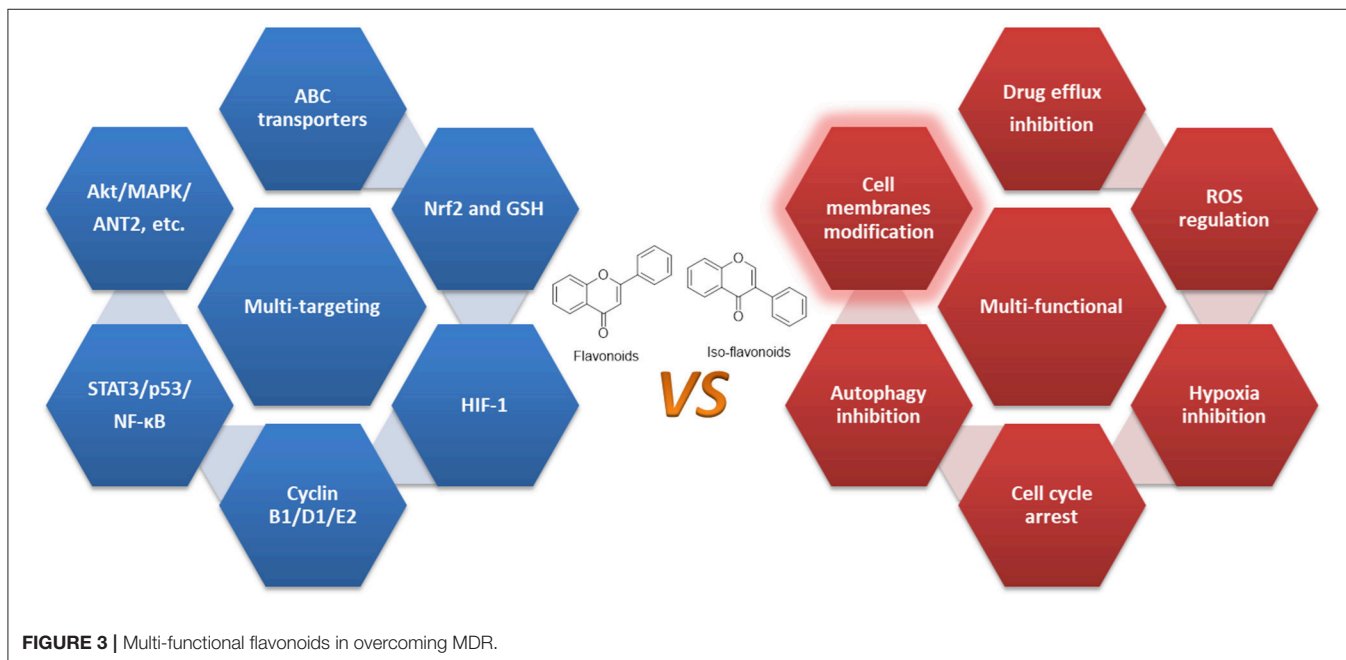 ABC
transporters
Akt/MAPK/
ANT2, etc.
Nrf2 and GSH
Multi-targeting
STAT3/p53/
NF-κB
HIF-1
Cyclin
B1/D1/E2
O
O
Flavonoids
O
O
Iso-flavonoids
VS
Drug efflux
inhibition
Cell
membranes
modification
ROS
regulation
Multi-functional
Autophagy
inhibition
Hypoxia
inhibition
Cell cycle
arrest
FIGURE 3 | Multi-functional flavonoids in overcoming MDR.